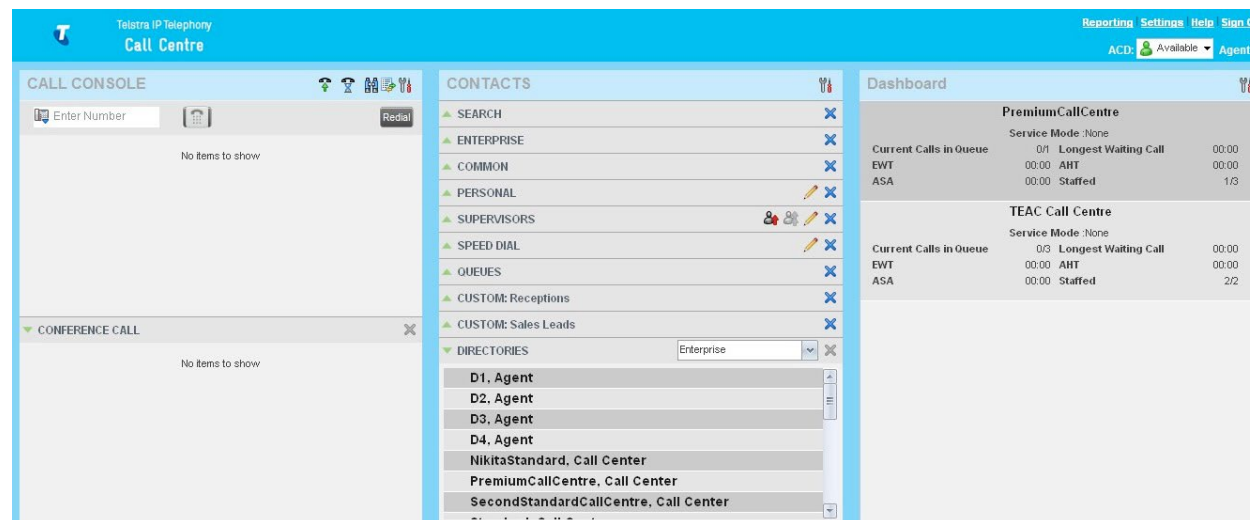 Telstra IP Telephony
Call Centre
Reporting Settings Help Sign
ACD: Available Agent
CALL CONSOLE
Enter Number
Redial
No items to show
CONFERENCE CALL
No items to show
CONTACTS
SEARCH
ENTERPRISE
COMMON
PERSONAL
SUPERVISORS
SPEED DIAL
QUEUES
CUSTOM: Receptions
CUSTOM: Sales Leads
DIRECTORIES Enterprise
D1, Agent
D2, Agent
D3, Agent
D4, Agent
NikitaStandard, Call Center
PremiumCallCentre, Call Center
SecondStandardCallCentre, Call Center
Dashboard
PremiumCallCentre
Service Mode :None
Current Calls in Queue 0/1 Longest Waiting Call 00:00
EWT 00:00 AHT 00:00
ASA 00:00 Staffed 1/3
TEAC Call Centre
Service Mode :None
Current Calls in Queue 0/3 Longest Waiting Call 00:00
EWT 00:00 AHT 00:00
ASA 00:00 Staffed 2/2